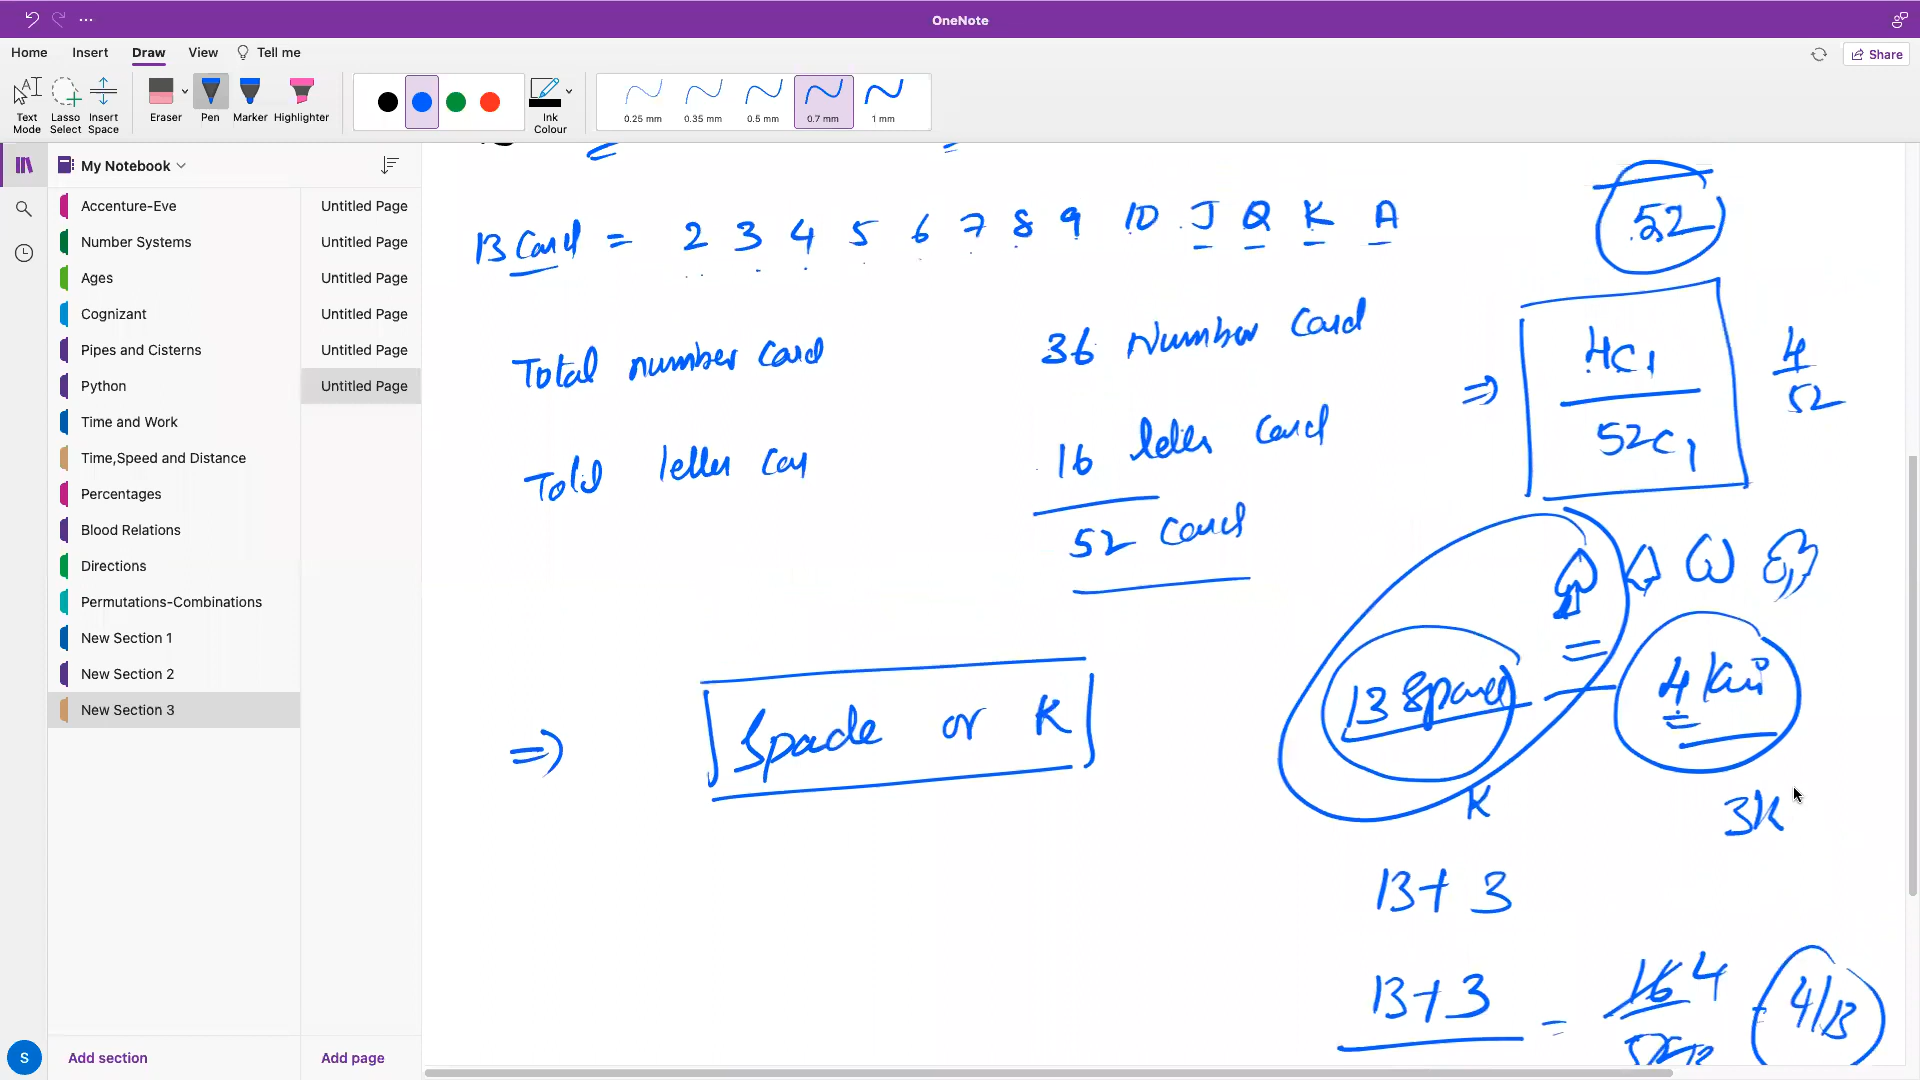 OneNote
Home Insert Draw View Tell me
Share
Text Mode
Lasso Select
Insert Space
Eraser
Pen
Marker
Highlighter
Ink Colour
0.25 mm
0.35 mm
0.5 mm
0.7 mm
1 mm
My Notebook
Accenture-Eve
Number Systems
Ages
Cognizant
Pipes and Cisterns
Python
Time and Work
Time,Speed and Distance
Percentages
Blood Relations
Directions
Permutations-Combinations
New Section 1
New Section 2
New Section 3
Untitled Page
Untitled Page
Untitled Page
Untitled Page
Untitled Page
Untitled Page
S
Add section
Add page
13 Card = 2 3 4 5 6 7 8 9 10 J Q K A
52
Total number Card
36 Number Card
=> 4C1
52C1
4
52
letter
16 letter Card
52 Card
=> Spade or K
13 Spade
4 Kin
K
3K
13+3
13+3
= 16 4
4/13